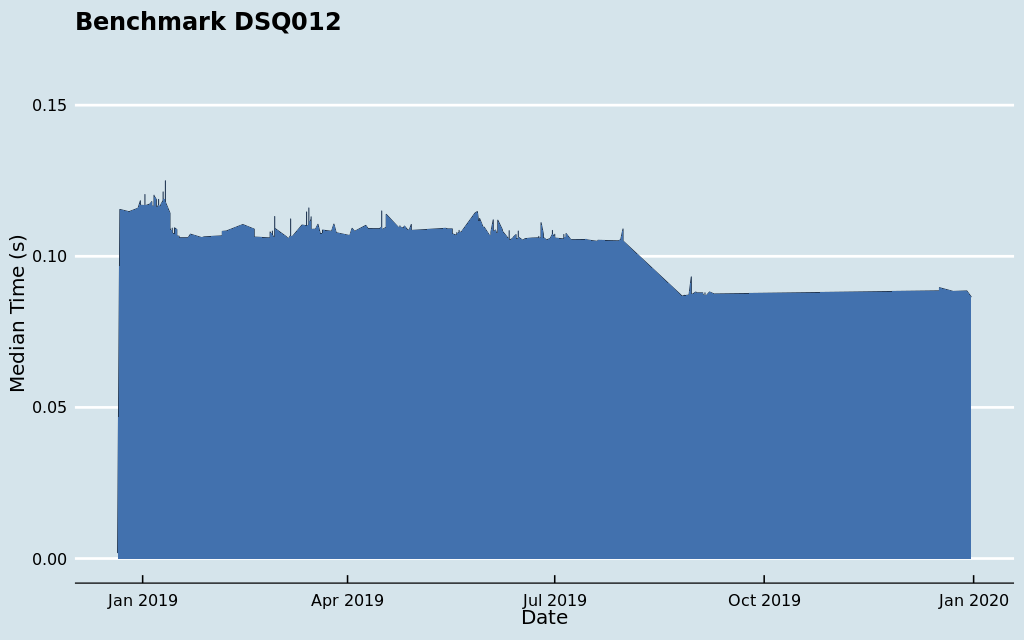 Benchmark DSQ012
0.15
0.10
0.05
0.00
Median Time (s)
Jan 2019
Apr 2019
Jul 2019
Oct 2019
Jan 2020
Date